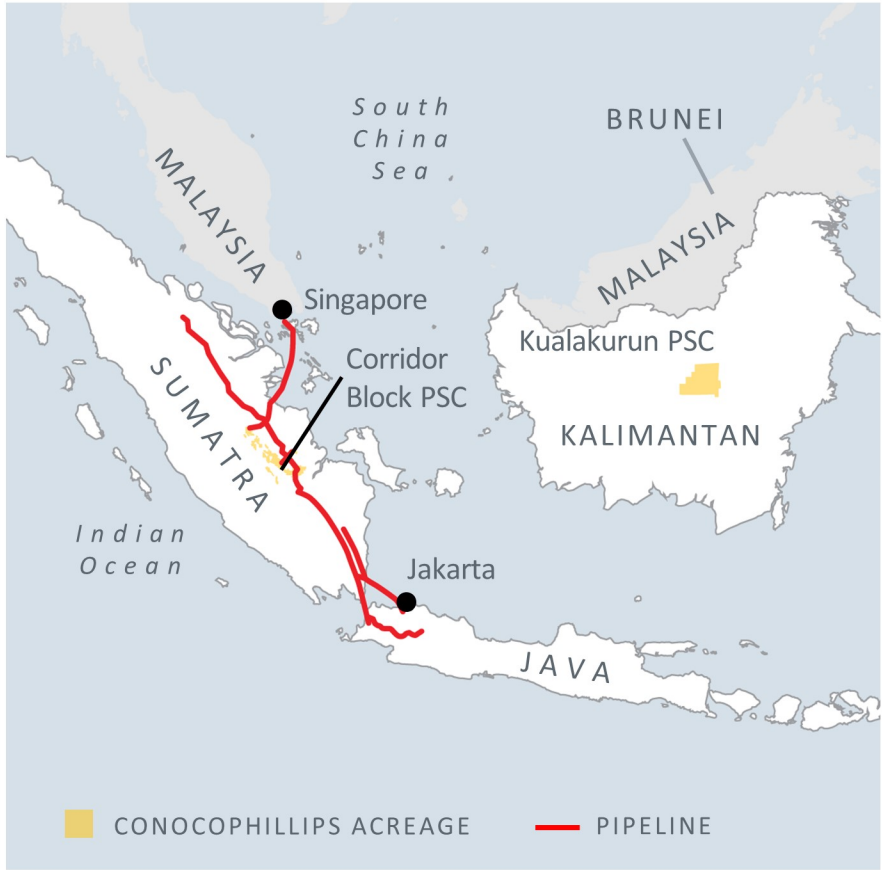 South
China
Sea
BRUNEI
MALAYSIA
MALAYSIA
Singapore
Kualakurun PSC
Corridor
Block PSC
SUMATRA
KALIMANTAN
Indian
Ocean
Jakarta
JAVA
CONOCOPHILLIPS ACREAGE
PIPELINE